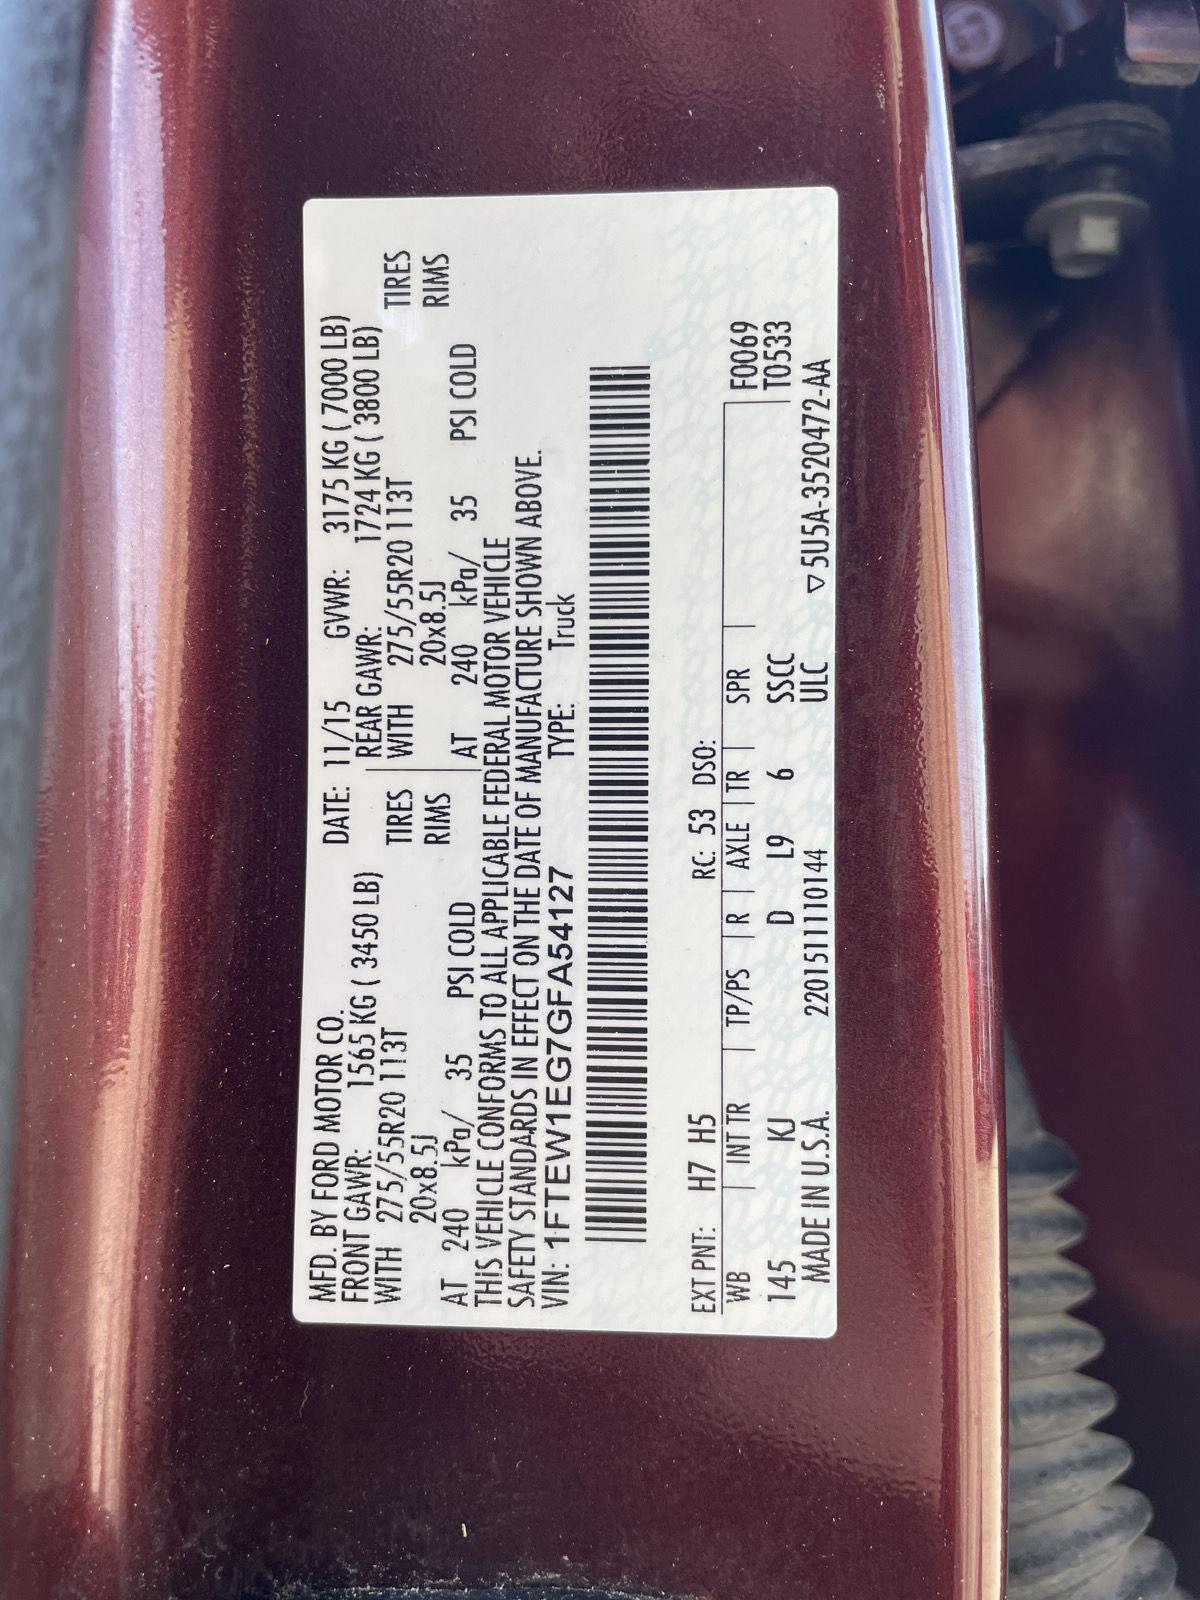 MFD. BY FORD MOTOR CO. DATE: 11/15 GVWR: 3175 KG ( 7000 LB)
FRONT GAWR: 1565 KG ( 3450 LB) REAR GAWR: 1724 KG ( 3800 LB)
WITH 275/55R20 113T TIRES WITH 275/55R20 113T TIRES
20x8.5J RIMS 20x8.5J RIMS
AT 240 kPa/ 35 PSI COLD AT 240 kPa/ 35 PSI COLD
THIS VEHICLE CONFORMS TO ALL APPLICABLE FEDERAL MOTOR VEHICLE
SAFETY STANDARDS IN EFFECT ON THE DATE OF MANUFACTURE SHOWN ABOVE.
VIN: 1FTEW1EG7GFA54127 TYPE: Truck
EXT PNT: H7 H5 RC: 53 DSO: F0069
WB INT TR TP/PS R AXLE TR SPR T0533
145 KJ D L9 6 SSCC
MADE IN U.S.A. 220151110144 ULC ▽5U5A-3520472-AA